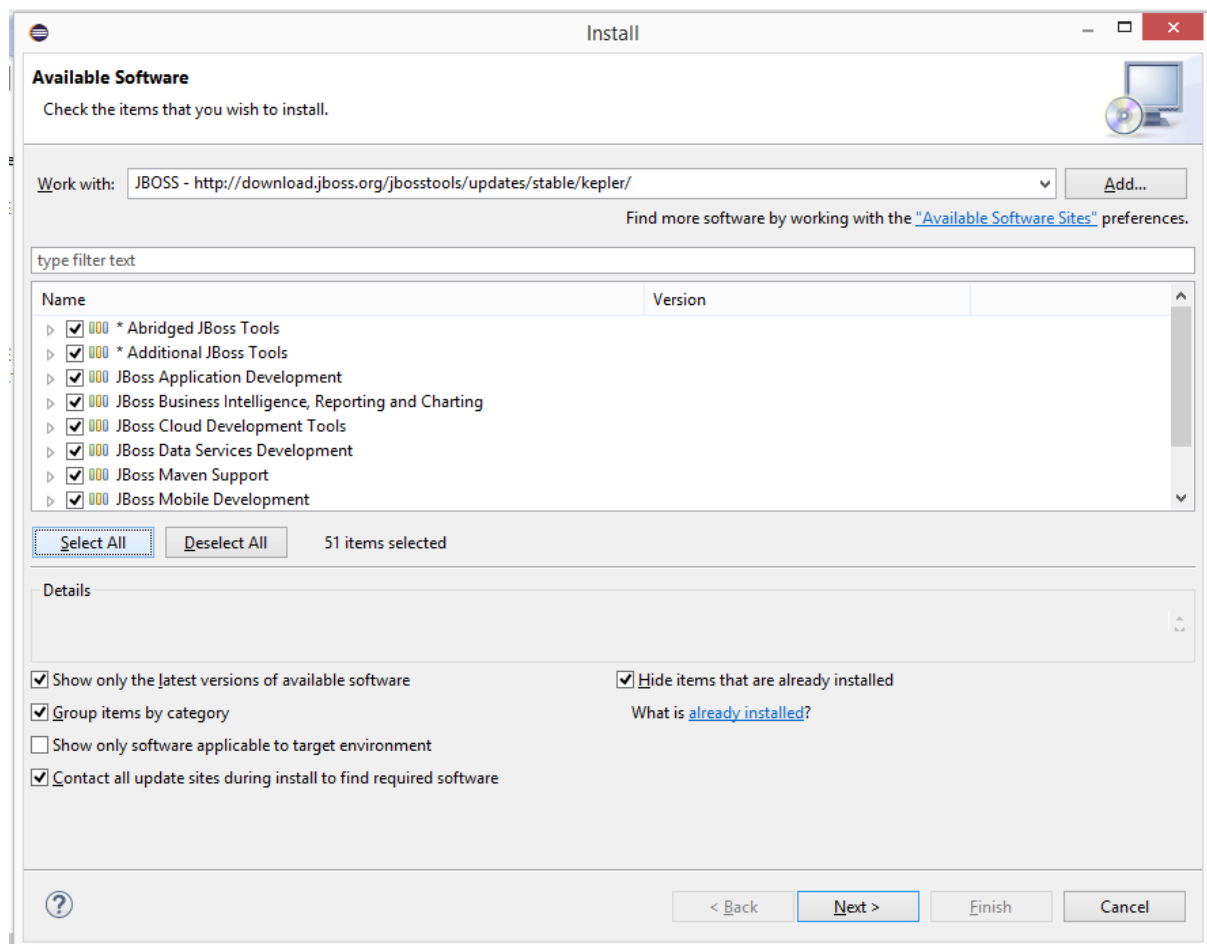 Install
Available Software
Check the items that you wish to install.
Work with: JBOSS - http://download.jboss.org/jbosstools/updates/stable/kepler/ Add...
Find more software by working with the "Available Software Sites" preferences.
type filter text
Name Version
* Abridged JBoss Tools
* Additional JBoss Tools
JBoss Application Development
JBoss Business Intelligence, Reporting and Charting
JBoss Cloud Development Tools
JBoss Data Services Development
JBoss Maven Support
JBoss Mobile Development
Select All Deselect All 51 items selected
Details
Show only the latest versions of available software Hide items that are already installed
Group items by category What is already installed?
Show only software applicable to target environment
Contact all update sites during install to find required software
? < Back Next > Finish Cancel